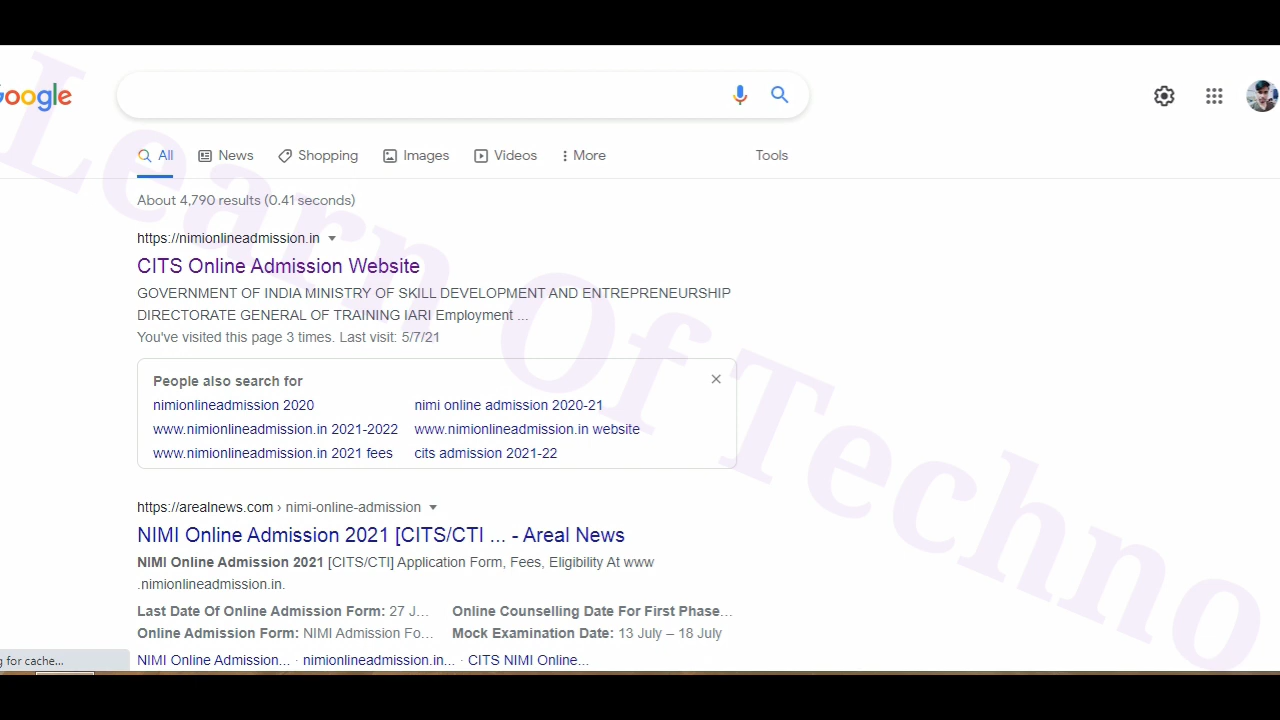 Google
All News Shopping Images Videos More Tools
About 4,790 results (0.41 seconds)
https://nimionlineadmission.in
CITS Online Admission Website
GOVERNMENT OF INDIA MINISTRY OF SKILL DEVELOPMENT AND ENTREPRENEURSHIP
DIRECTORATE GENERAL OF TRAINING IARI Employment ...
You've visited this page 3 times. Last visit: 5/7/21
People also search for
nimionlineadmission 2020 nimi online admission 2020-21
www.nimionlineadmission.in 2021-2022 www.nimionlineadmission.in website
www.nimionlineadmission.in 2021 fees cits admission 2021-22
https://arealnews.com › nimi-online-admission
NIMI Online Admission 2021 [CITS/CTI ... - Areal News
NIMI Online Admission 2021 [CITS/CTI] Application Form, Fees, Eligibility At www
.nimionlineadmission.in.
Last Date Of Online Admission Form: 27 J... Online Counselling Date For First Phase...
Online Admission Form: NIMI Admission Fo... Mock Examination Date: 13 July – 18 July
NIMI Online Admission... · nimionlineadmission.in... · CITS NIMI Online...
g for cache...
Learn Of Techno